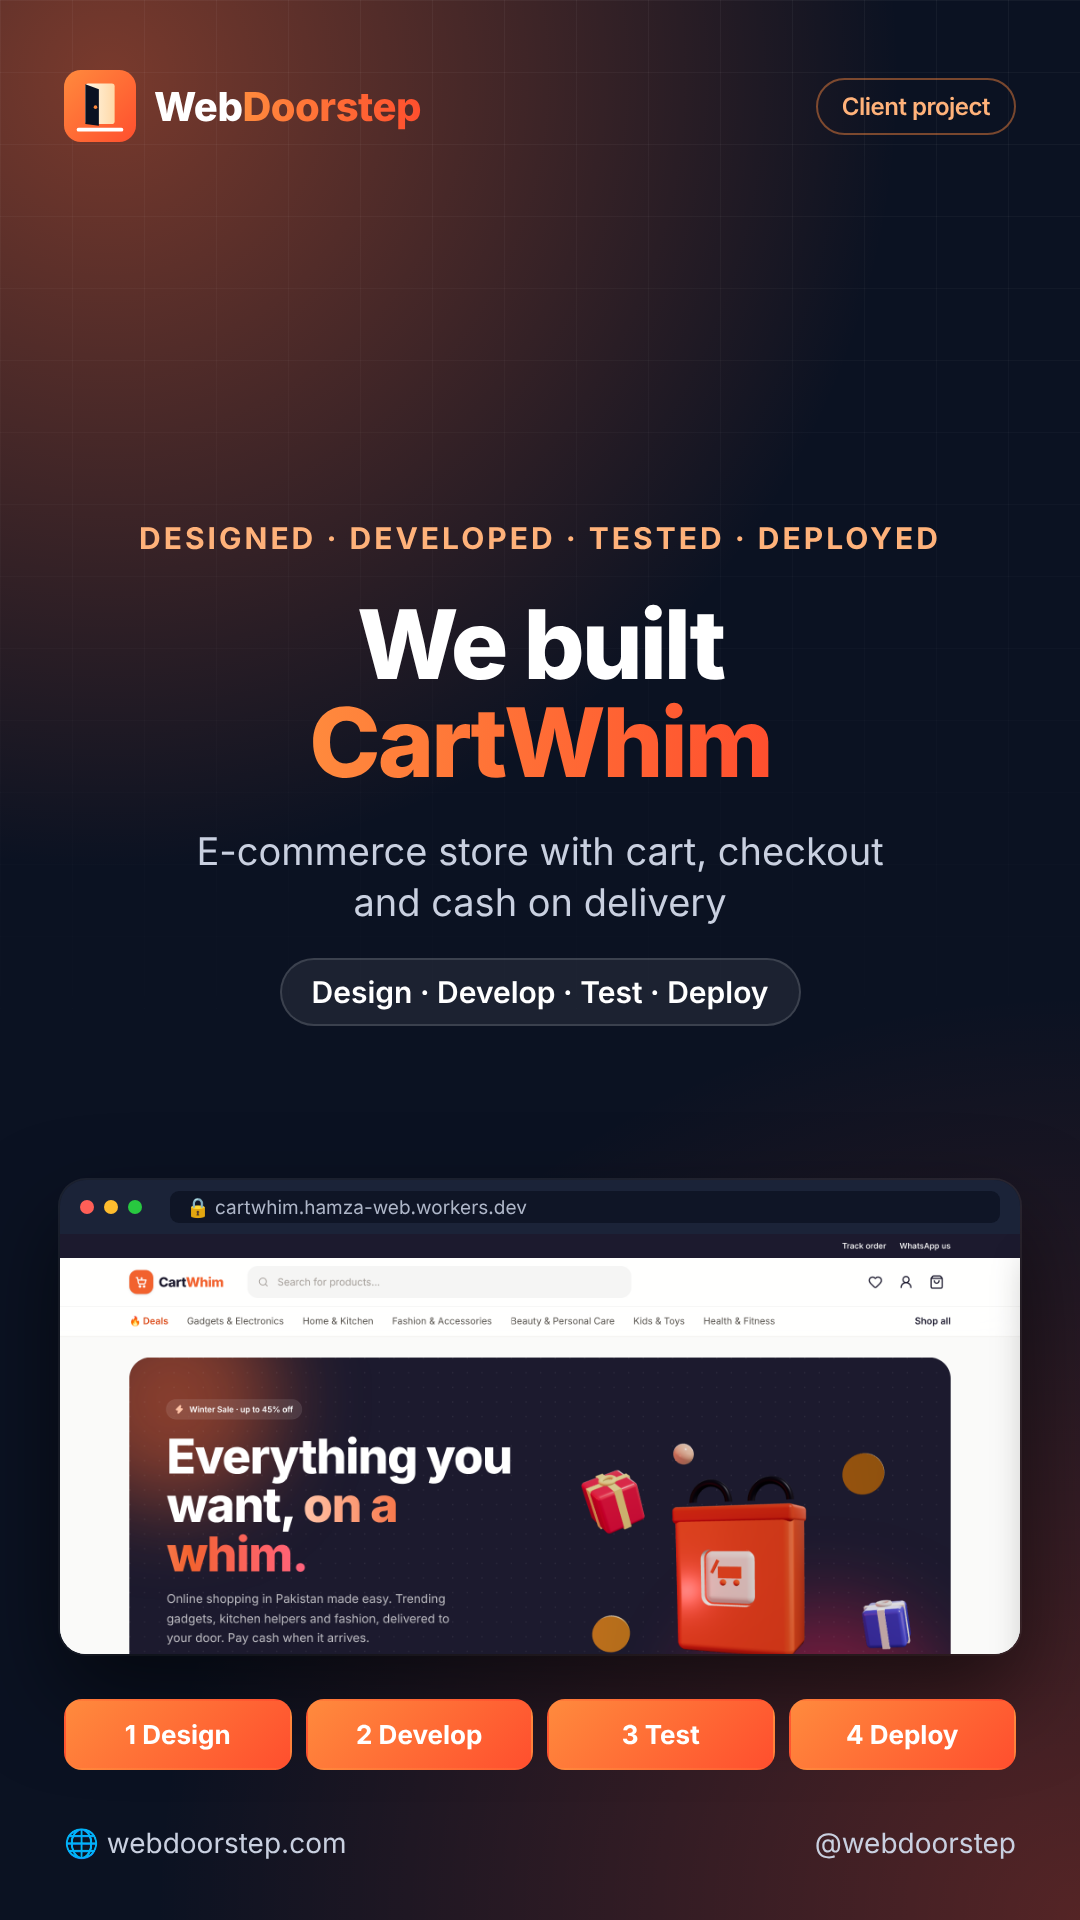 WebDoorstep
Client project
DESIGNED · DEVELOPED · TESTED · DEPLOYED
We built
CartWhim
E-commerce store with cart, checkout
and cash on delivery
Design · Develop · Test · Deploy
🔒 cartwhim.hamza-web.workers.dev
Track order WhatsApp us
CartWhim Search for products...
🔥 Deals Gadgets & Electronics Home & Kitchen Fashion & Accessories Beauty & Personal Care Kids & Toys Health & Fitness Shop all
Winter Sale · up to 45% off
Everything you
want, on a
whim.
Online shopping in Pakistan made easy. Trending
gadgets, kitchen helpers and fashion, delivered to
your door. Pay cash when it arrives.
1 Design 2 Develop 3 Test 4 Deploy
🌐 webdoorstep.com @webdoorstep